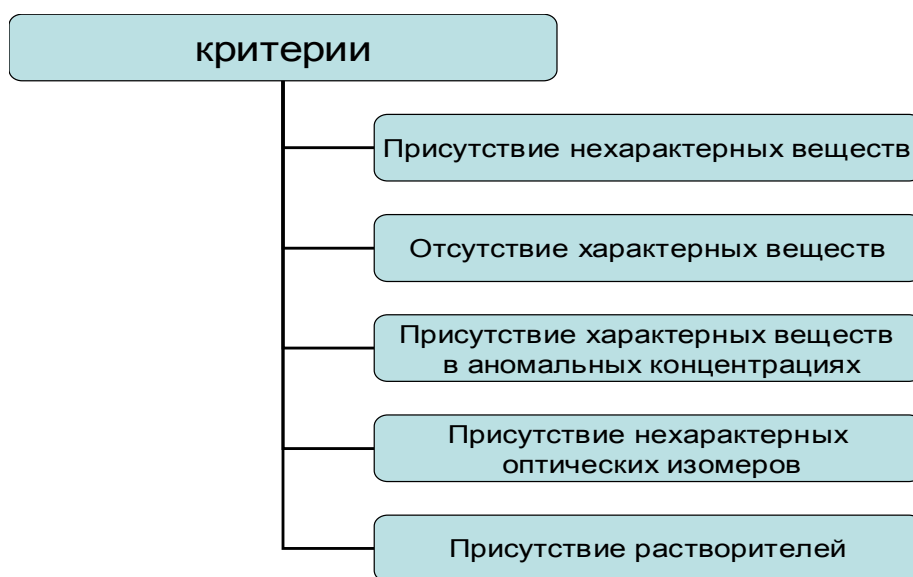 критерии
Присутствие нехарактерных веществ
Отсутствие характерных веществ
Присутствие характерных веществ
в аномальных концентрациях
Присутствие нехарактерных
оптических изомеров
Присутствие растворителей